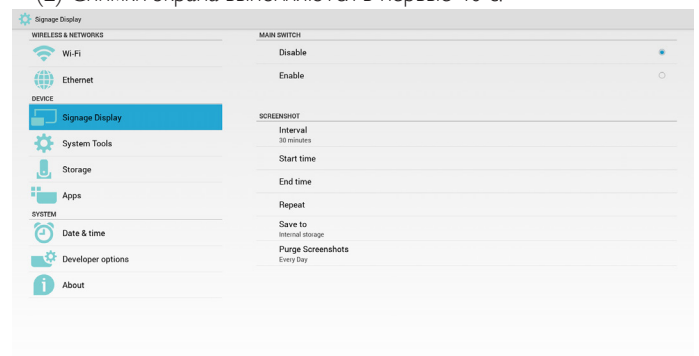 Signage Display
WIRELESS & NETWORKS
Wi-Fi
Ethernet
DEVICE
Signage Display
System Tools
Storage
Apps
SYSTEM
Date & time
Developer options
About
MAIN SWITCH
Disable
Enable
SCREENSHOT
Interval
30 minutes
Start time
End time
Repeat
Save to
Internal storage
Purge Screenshots
Every Day